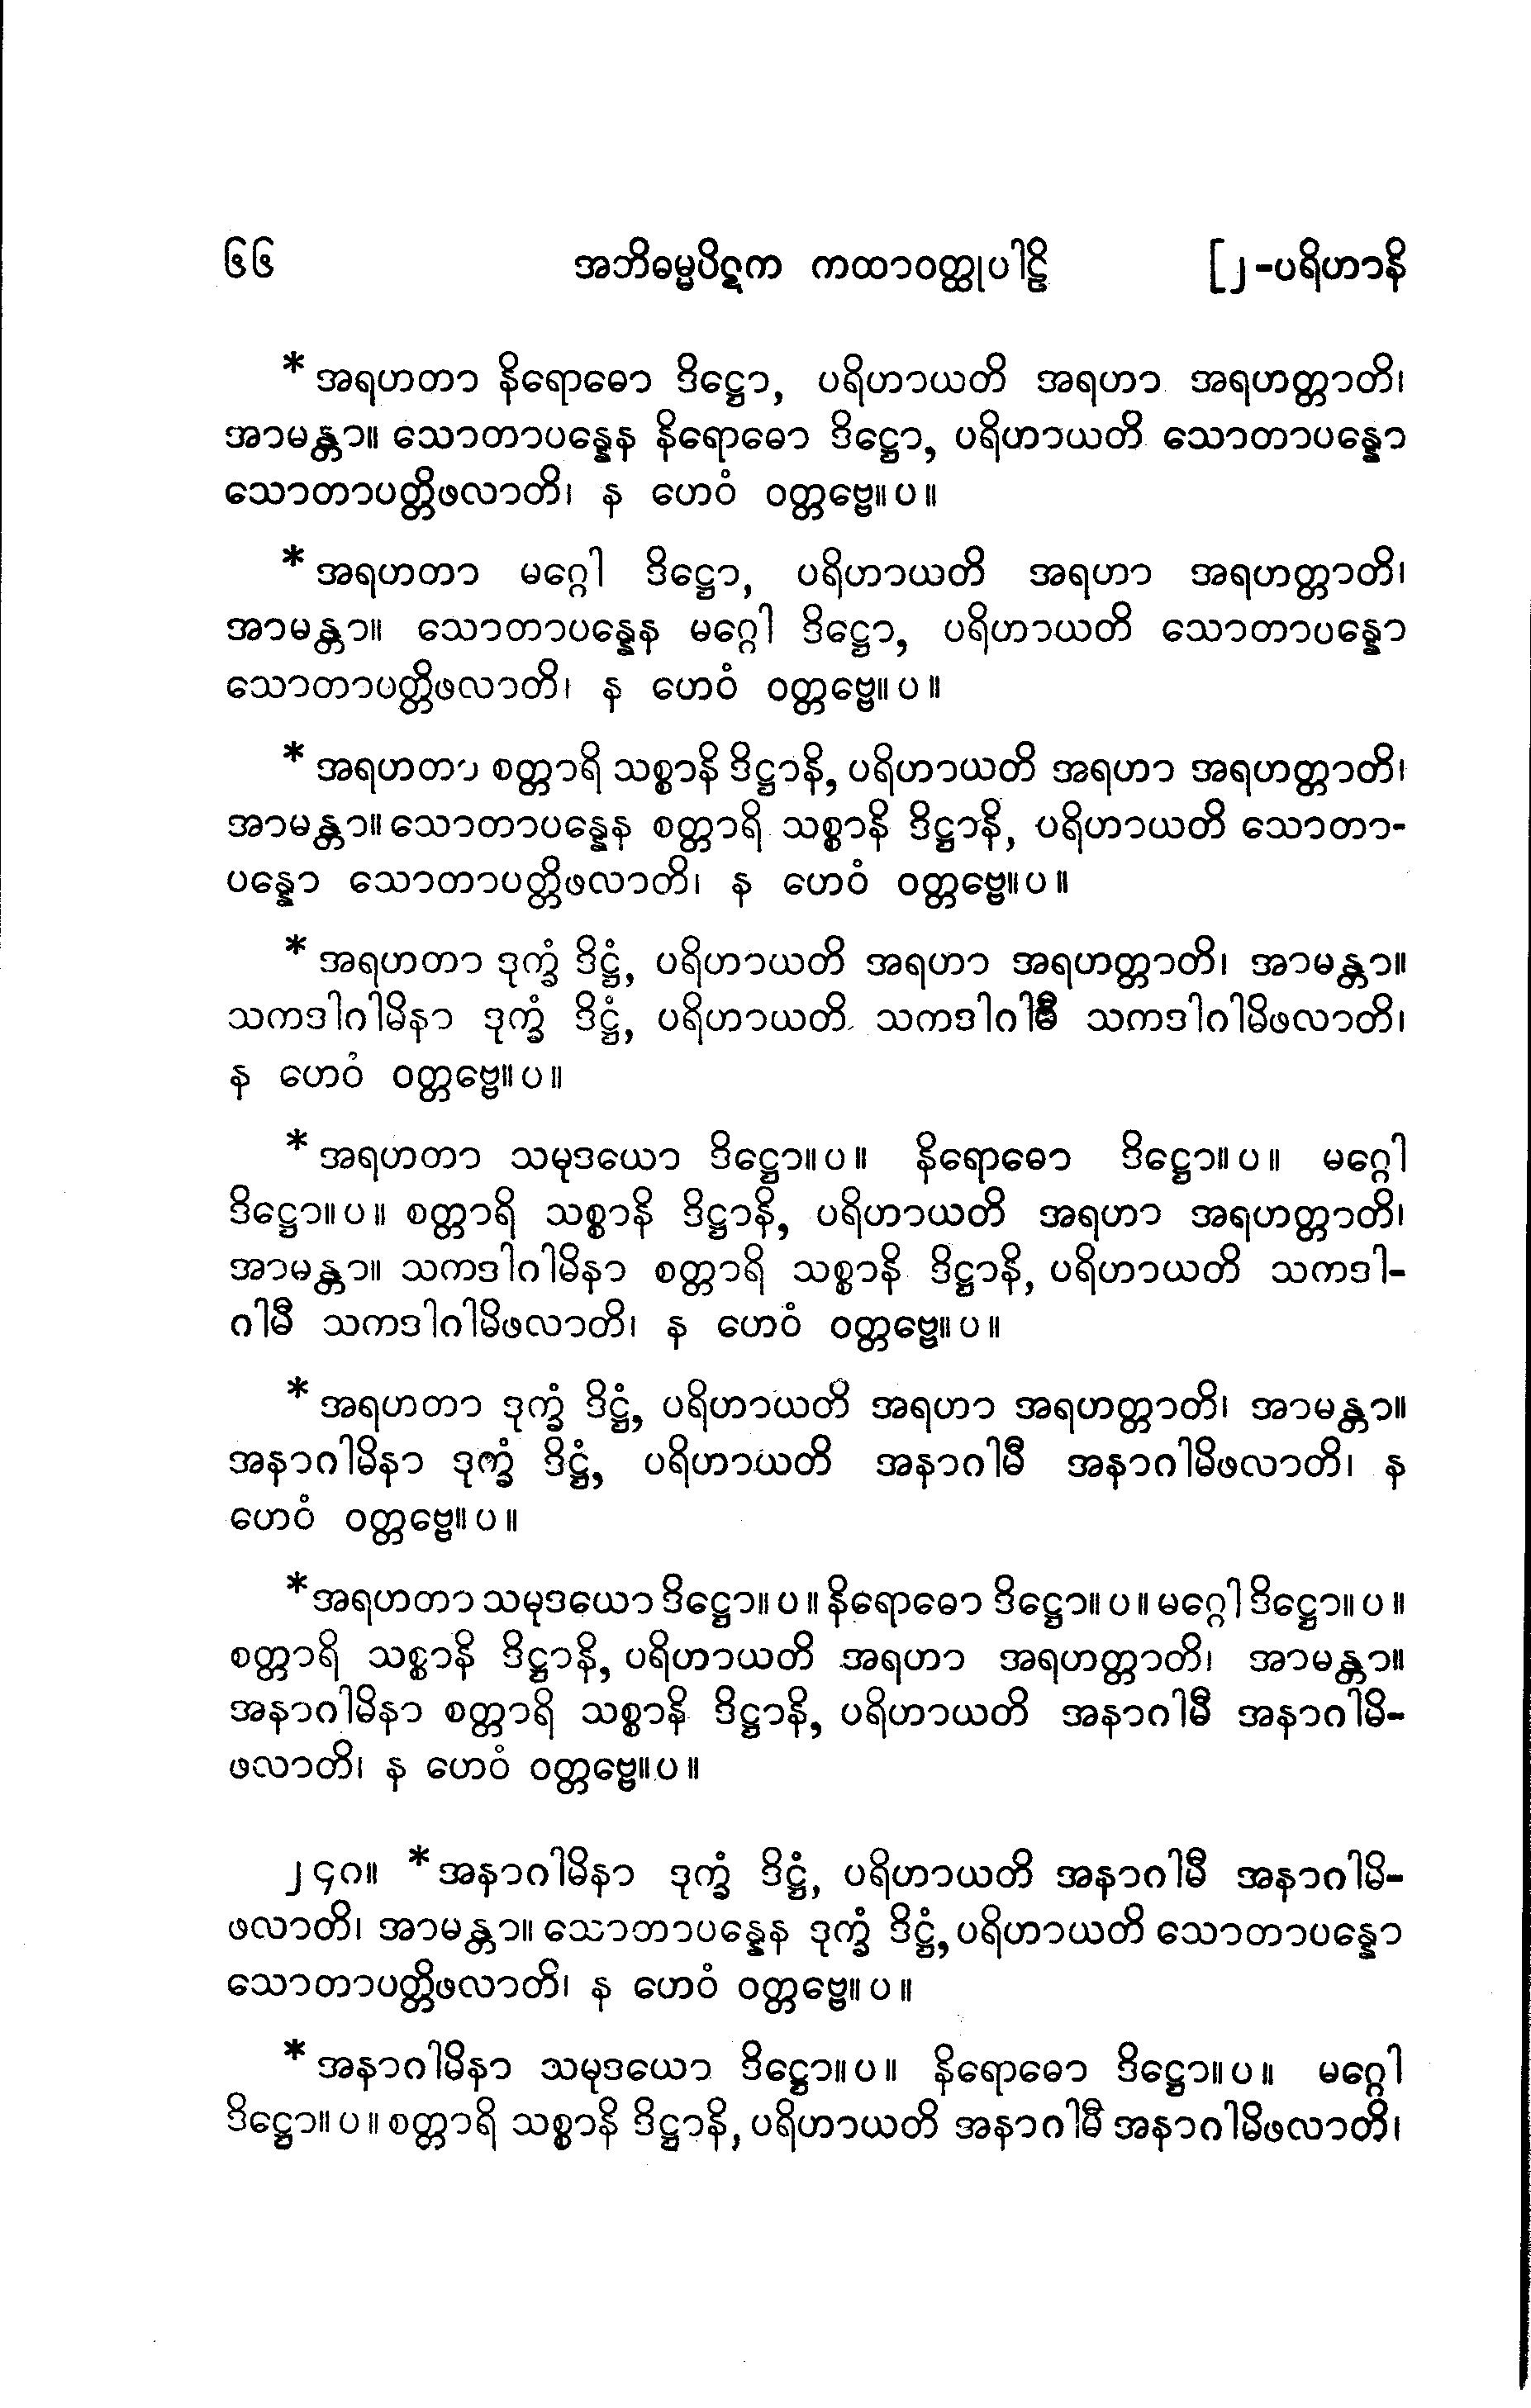 ၆၆ အဘိဓမ္မပိဋက ကထာဝတ္ထုပါဠိ [၂-ပရိဟာနိ
* အရဟတာ နိရောဓော ဒိဋ္ဌော, ပရိဟာယတိ အရဟာ အရဟတ္တာတိ၊
အာမန္တာ။ သောတာပန္နေန နိရောဓော ဒိဋ္ဌော, ပရိဟာယတိ သောတာပန္နော
သောတာပတ္တိဖလာတိ၊ န ဟေဝံ ဝတ္တဗ္ဗေ။ ပ ။
* အရဟတာ မဂ္ဂေါ ဒိဋ္ဌော, ပရိဟာယတိ အရဟာ အရဟတ္တာတိ၊
အာမန္တာ။ သောတာပန္နေန မဂ္ဂေါ ဒိဋ္ဌော, ပရိဟာယတိ သောတာပန္နော
သောတာပတ္တိဖလာတိ၊ န ဟေဝံ ဝတ္တဗ္ဗေ။ ပ ။
* အရဟတာ စတ္တာရိ သစ္စာနိ ဒိဋ္ဌာနိ, ပရိဟာယတိ အရဟာ အရဟတ္တာတိ၊
အာမန္တာ။ သောတာပန္နေန စတ္တာရိ သစ္စာနိ ဒိဋ္ဌာနိ, ပရိဟာယတိ သောတာ-
ပန္နော သောတာပတ္တိဖလာတိ၊ န ဟေဝံ ဝတ္တဗ္ဗေ။ ပ ။
* အရဟတာ ဒုက္ခံ ဒိဋ္ဌံ, ပရိဟာယတိ အရဟာ အရဟတ္တာတိ၊ အာမန္တာ။
သကဒါဂါမိနာ ဒုက္ခံ ဒိဋ္ဌံ, ပရိဟာယတိ သကဒါဂါမီ သကဒါဂါမိဖလာတိ၊
န ဟေဝံ ဝတ္တဗ္ဗေ။ ပ ။
* အရဟတာ သမုဒယော ဒိဋ္ဌော။ ပ ။ နိရောဓော ဒိဋ္ဌော။ ပ ။ မဂ္ဂေါ
ဒိဋ္ဌော။ ပ ။ စတ္တာရိ သစ္စာနိ ဒိဋ္ဌာနိ, ပရိဟာယတိ အရဟာ အရဟတ္တာတိ၊
အာမန္တာ။ သကဒါဂါမိနာ စတ္တာရိ သစ္စာနိ ဒိဋ္ဌာနိ, ပရိဟာယတိ သကဒါ-
ဂါမီ သကဒါဂါမိဖလာတိ၊ န ဟေဝံ ဝတ္တဗ္ဗေ။ ပ ။
* အရဟတာ ဒုက္ခံ ဒိဋ္ဌံ, ပရိဟာယတိ အရဟာ အရဟတ္တာတိ၊ အာမန္တာ။
အနာဂါမိနာ ဒုက္ခံ ဒိဋ္ဌံ, ပရိဟာယတိ အနာဂါမီ အနာဂါမိဖလာတိ၊ န
ဟေဝံ ဝတ္တဗ္ဗေ။ ပ ။
* အရဟတာ သမုဒယော ဒိဋ္ဌော။ ပ ။ နိရောဓော ဒိဋ္ဌော။ ပ ။ မဂ္ဂေါ ဒိဋ္ဌော။ ပ ။
စတ္တာရိ သစ္စာနိ ဒိဋ္ဌာနိ, ပရိဟာယတိ အရဟာ အရဟတ္တာတိ၊ အာမန္တာ။
အနာဂါမိနာ စတ္တာရိ သစ္စာနိ ဒိဋ္ဌာနိ, ပရိဟာယတိ အနာဂါမီ အနာဂါမိ-
ဖလာတိ၊ န ဟေဝံ ဝတ္တဗ္ဗေ။ ပ ။
၂၄၈။ * အနာဂါမိနာ ဒုက္ခံ ဒိဋ္ဌံ, ပရိဟာယတိ အနာဂါမီ အနာဂါမိ-
ဖလာတိ၊ အာမန္တာ။ သောတာပန္နေန ဒုက္ခံ ဒိဋ္ဌံ, ပရိဟာယတိ သောတာပန္နော
သောတာပတ္တိဖလာတိ၊ န ဟေဝံ ဝတ္တဗ္ဗေ။ ပ ။
* အနာဂါမိနာ သမုဒယော ဒိဋ္ဌော။ ပ ။ နိရောဓော ဒိဋ္ဌော။ ပ ။ မဂ္ဂေါ
ဒိဋ္ဌော။ ပ ။ စတ္တာရိ သစ္စာနိ ဒိဋ္ဌာနိ, ပရိဟာယတိ အနာဂါမီ အနာဂါမိဖလာတိ၊